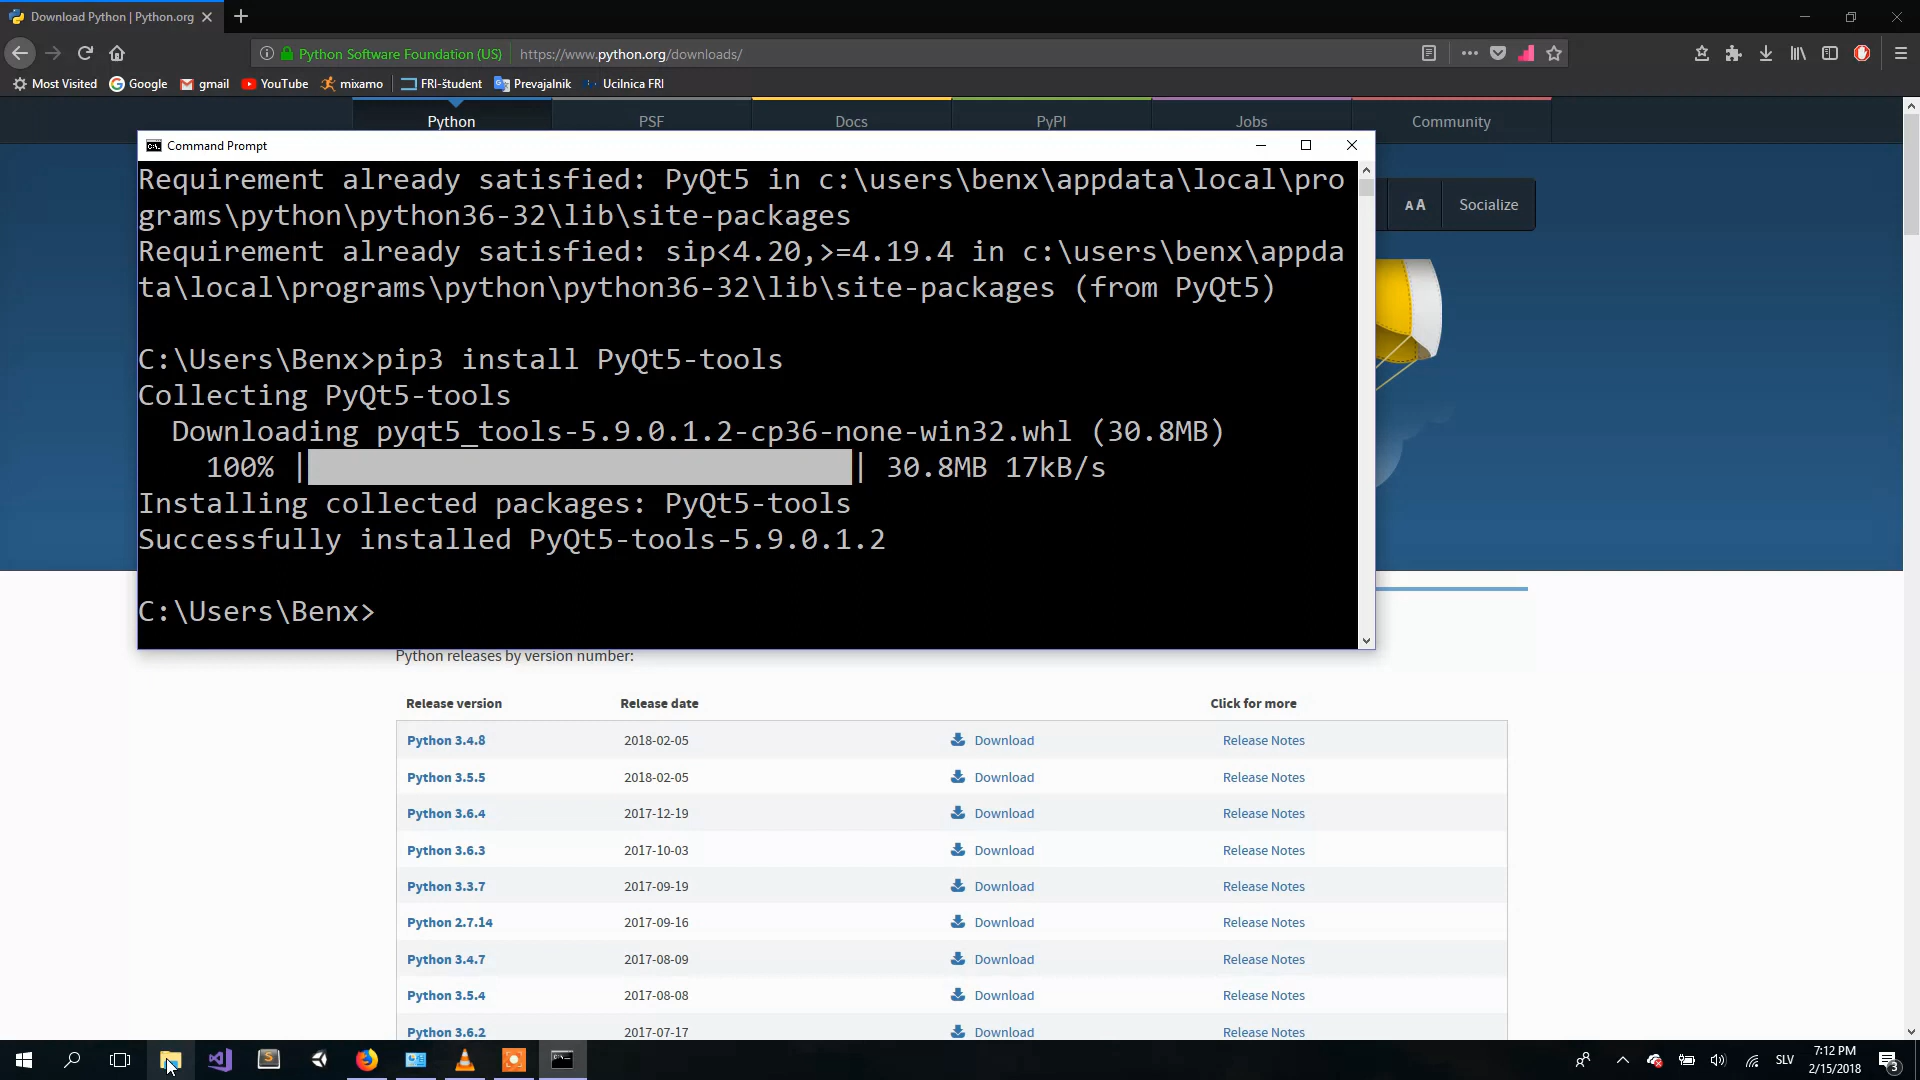 Download Python | Python.org
Python Software Foundation (US) https://www.python.org/downloads/
Most Visited Google gmail YouTube mixamo FRI-študent Prevajalnik Ucilnica FRI
Python PSF Docs PyPI Jobs Community
Command Prompt
AA Socialize
Requirement already satisfied: PyQt5 in c:\users\benx\appdata\local\pro
grams\python\python36-32\lib\site-packages
Requirement already satisfied: sip<4.20,>=4.19.4 in c:\users\benx\appda
ta\local\programs\python\python36-32\lib\site-packages (from PyQt5)
C:\Users\Benx>pip3 install PyQt5-tools
Collecting PyQt5-tools
Downloading pyqt5_tools-5.9.0.1.2-cp36-none-win32.whl (30.8MB)
100% | | 30.8MB 17kB/s
Installing collected packages: PyQt5-tools
Successfully installed PyQt5-tools-5.9.0.1.2
C:\Users\Benx>
Python releases by version number:
Release version Release date Click for more
Python 3.4.8 2018-02-05 Download Release Notes
Python 3.5.5 2018-02-05 Download Release Notes
Python 3.6.4 2017-12-19 Download Release Notes
Python 3.6.3 2017-10-03 Download Release Notes
Python 3.3.7 2017-09-19 Download Release Notes
Python 2.7.14 2017-09-16 Download Release Notes
Python 3.4.7 2017-08-09 Download Release Notes
Python 3.5.4 2017-08-08 Download Release Notes
Python 3.6.2 2017-07-17 Download Release Notes
SLV 7:12 PM
2/15/2018 3